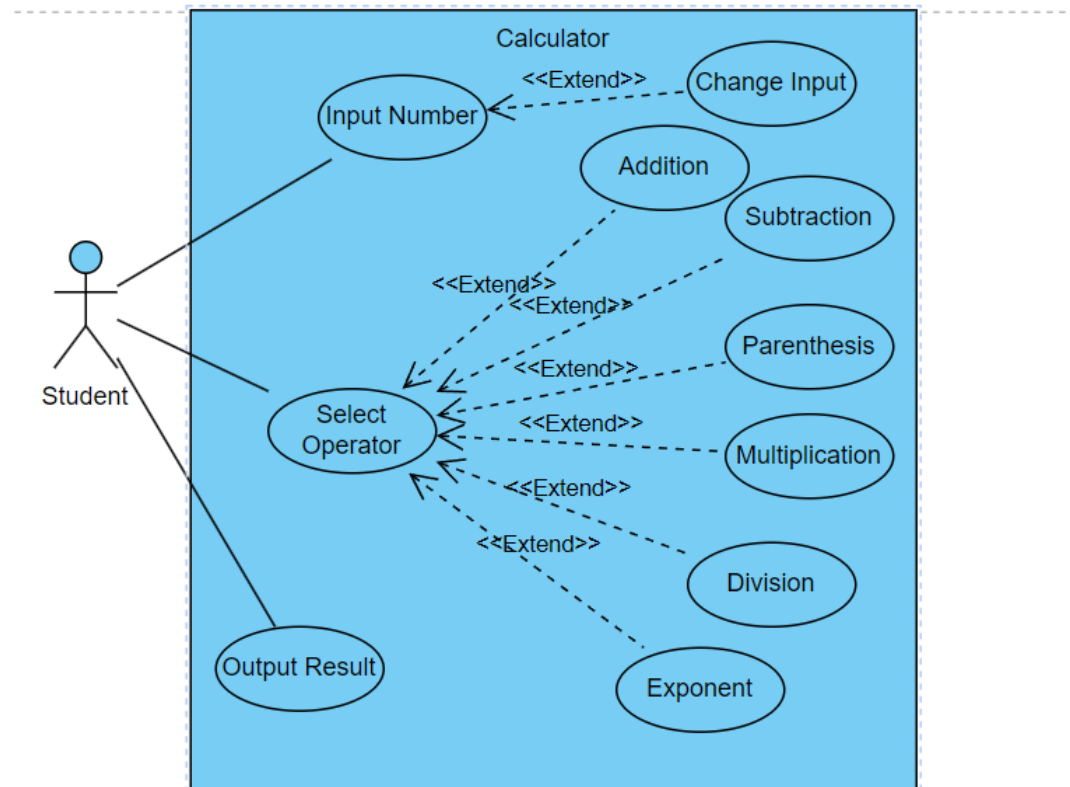 Calculator
<<Extend>>
Change Input
Input Number
Addition
Subtraction
<<Extend>>
<<Extend>>
Parenthesis
<<Extend>>
Student
Select
Operator
<<Extend>>
Multiplication
<<Extend>>
<<Extend>>
Division
Output Result
Exponent